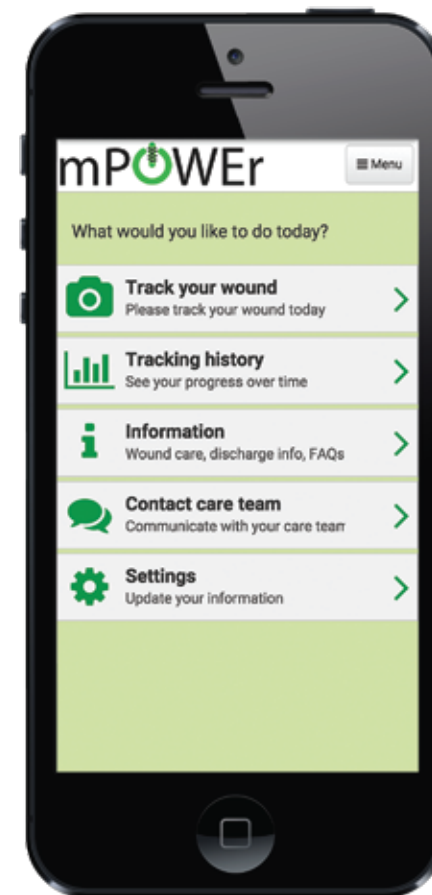 mPOWEr
Menu
What would you like to do today?
Track your wound
Please track your wound today
Tracking history
See your progress over time
Information
Wound care, discharge info, FAQs
Contact care team
Communicate with your care team
Settings
Update your information